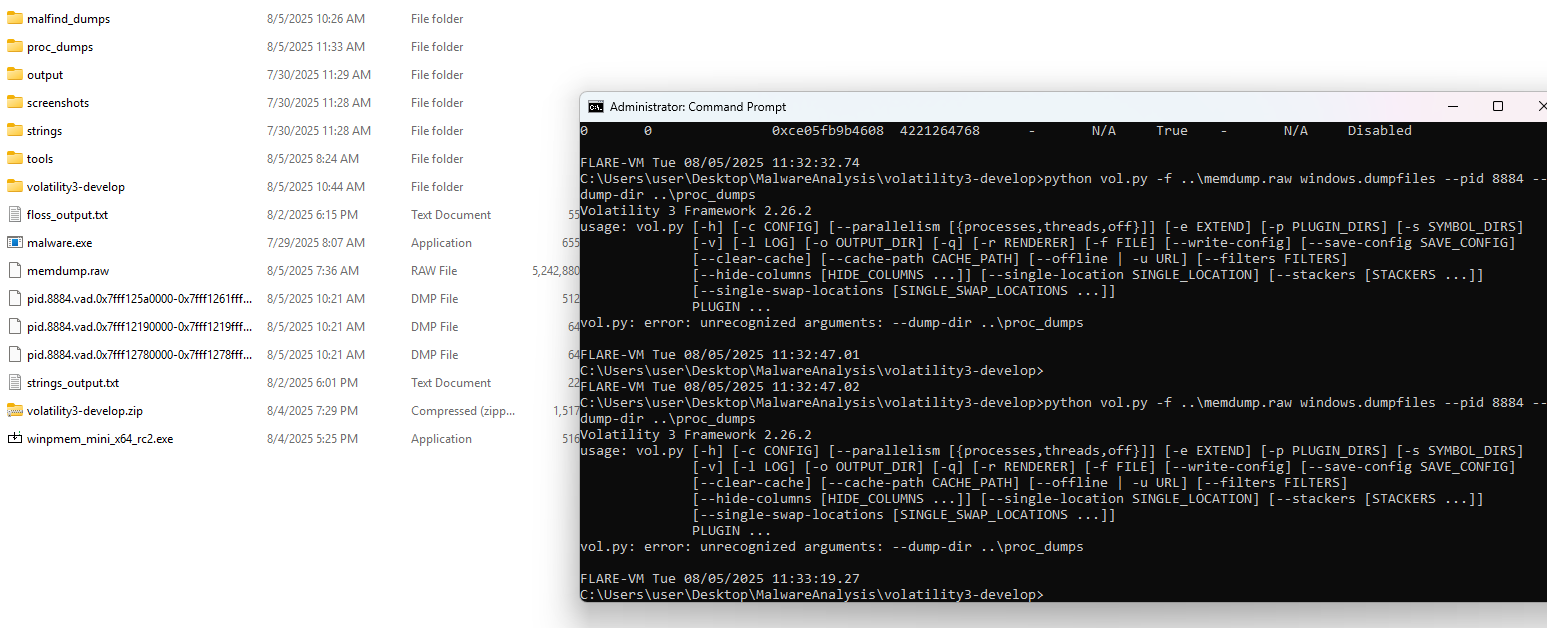 malfind_dumps 8/5/2025 10:26 AM File folder
proc_dumps 8/5/2025 11:33 AM File folder
output 7/30/2025 11:29 AM File folder
screenshots 7/30/2025 11:28 AM File folder
strings 7/30/2025 11:28 AM File folder
tools 8/5/2025 8:24 AM File folder
volatility3-develop 8/5/2025 10:44 AM File folder
floss_output.txt 8/2/2025 6:15 PM Text Document 55
malware.exe 7/29/2025 8:07 AM Application 655
memdump.raw 8/5/2025 7:36 AM RAW File 5,242,880
pid.8884.vad.0x7fff125a0000-0x7fff1261fff... 8/5/2025 10:21 AM DMP File 512
pid.8884.vad.0x7fff12190000-0x7fff1219fff... 8/5/2025 10:21 AM DMP File 64
pid.8884.vad.0x7fff12780000-0x7fff1278fff... 8/5/2025 10:21 AM DMP File 64
strings_output.txt 8/2/2025 6:01 PM Text Document 22
volatility3-develop.zip 8/4/2025 7:29 PM Compressed (zipp... 1,517
winpmem_mini_x64_rc2.exe 8/4/2025 5:25 PM Application 516
Administrator: Command Prompt
0 0 0xce05fb9b4608 4221264768 - N/A True - N/A Disabled
FLARE-VM Tue 08/05/2025 11:32:32.74
C:\Users\user\Desktop\MalwareAnalysis\volatility3-develop>python vol.py -f ..\memdump.raw windows.dumpfiles --pid 8884 --
dump-dir ..\proc_dumps
Volatility 3 Framework 2.26.2
usage: vol.py [-h] [-c CONFIG] [--parallelism [{processes,threads,off}]] [-e EXTEND] [-p PLUGIN_DIRS] [-s SYMBOL_DIRS]
[-v] [-l LOG] [-o OUTPUT_DIR] [-q] [-r RENDERER] [-f FILE] [--write-config] [--save-config SAVE_CONFIG]
[--clear-cache] [--cache-path CACHE_PATH] [--offline | -u URL] [--filters FILTERS]
[--hide-columns [HIDE_COLUMNS ...]] [--single-location SINGLE_LOCATION] [--stackers [STACKERS ...]]
[--single-swap-locations [SINGLE_SWAP_LOCATIONS ...]]
PLUGIN ...
vol.py: error: unrecognized arguments: --dump-dir ..\proc_dumps
FLARE-VM Tue 08/05/2025 11:32:47.01
C:\Users\user\Desktop\MalwareAnalysis\volatility3-develop>
FLARE-VM Tue 08/05/2025 11:32:47.02
C:\Users\user\Desktop\MalwareAnalysis\volatility3-develop>python vol.py -f ..\memdump.raw windows.dumpfiles --pid 8884 --
dump-dir ..\proc_dumps
Volatility 3 Framework 2.26.2
usage: vol.py [-h] [-c CONFIG] [--parallelism [{processes,threads,off}]] [-e EXTEND] [-p PLUGIN_DIRS] [-s SYMBOL_DIRS]
[-v] [-l LOG] [-o OUTPUT_DIR] [-q] [-r RENDERER] [-f FILE] [--write-config] [--save-config SAVE_CONFIG]
[--clear-cache] [--cache-path CACHE_PATH] [--offline | -u URL] [--filters FILTERS]
[--hide-columns [HIDE_COLUMNS ...]] [--single-location SINGLE_LOCATION] [--stackers [STACKERS ...]]
[--single-swap-locations [SINGLE_SWAP_LOCATIONS ...]]
PLUGIN ...
vol.py: error: unrecognized arguments: --dump-dir ..\proc_dumps
FLARE-VM Tue 08/05/2025 11:33:19.27
C:\Users\user\Desktop\MalwareAnalysis\volatility3-develop>